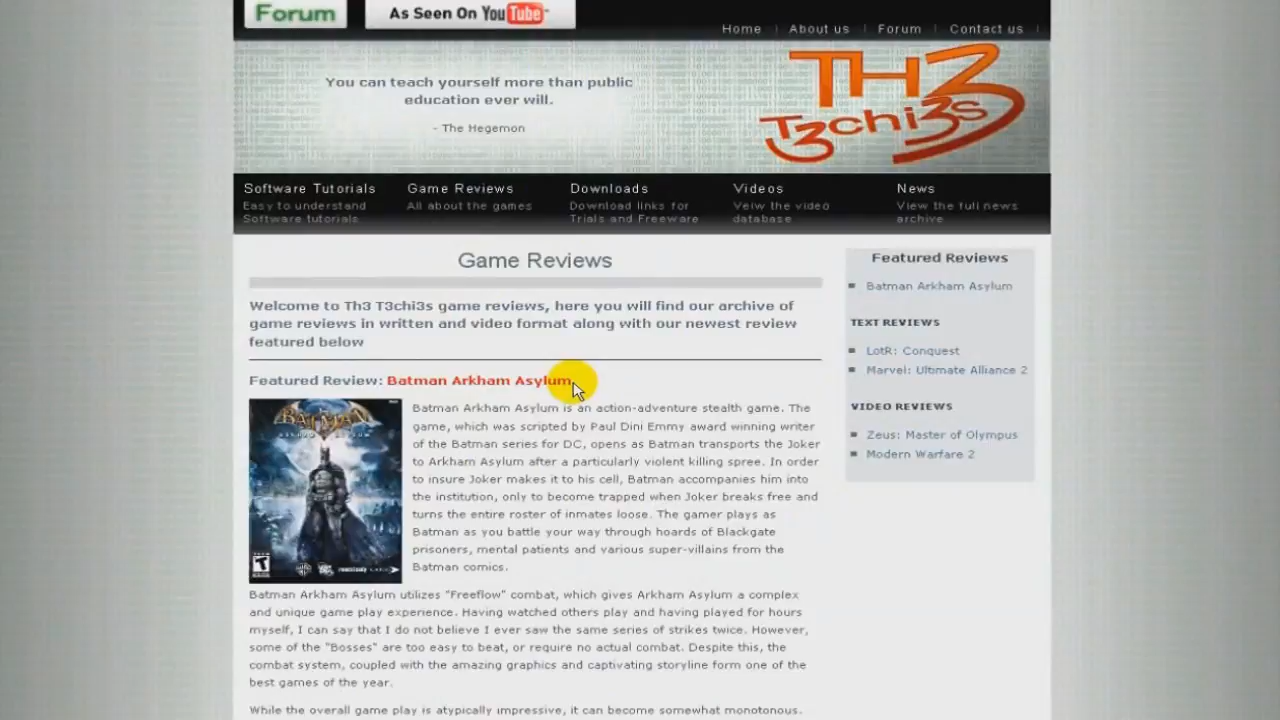 Forum
As Seen On YouTube
Home
About us
Forum
Contact us
You can teach yourself more than public
education ever will.
- The Hegemon
TH3
T3chi3s
Software Tutorials
Easy to understand
Software tutorials
Game Reviews
All about the games
Downloads
Download links for
Trials and Freeware
Videos
Veiw the video
database
News
View the full news
archive
Game Reviews
Welcome to Th3 T3chi3s game reviews, here you will find our archive of
game reviews in written and video format along with our newest review
featured below
Featured Review: Batman Arkham Asylum
BATMAN
ARKHAM ASYLUM
T
Batman Arkham Asylum is an action-adventure stealth game. The
game, which was scripted by Paul Dini Emmy award winning writer
of the Batman series for DC, opens as Batman transports the Joker
to Arkham Asylum after a particularly violent killing spree. In order
to insure Joker makes it to his cell, Batman accompanies him into
the institution, only to become trapped when Joker breaks free and
turns the entire roster of inmates loose. The gamer plays as
Batman as you battle your way through hoards of Blackgate
prisoners, mental patients and various super-villains from the
Batman comics.
Batman Arkham Asylum utilizes "Freeflow" combat, which gives Arkham Asylum a complex
and unique game play experience. Having watched others play and having played for hours
myself, I can say that I do not believe I ever saw the same series of strikes twice. However,
some of the "Bosses" are too easy to beat, or require no actual combat. Despite this, the
combat system, coupled with the amazing graphics and captivating storyline form one of the
best games of the year.
While the overall game play is atypically impressive, it can become somewhat monotonous.
Featured Reviews
Batman Arkham Asylum
TEXT REVIEWS
LotR: Conquest
Marvel: Ultimate Alliance 2
VIDEO REVIEWS
Zeus: Master of Olympus
Modern Warfare 2